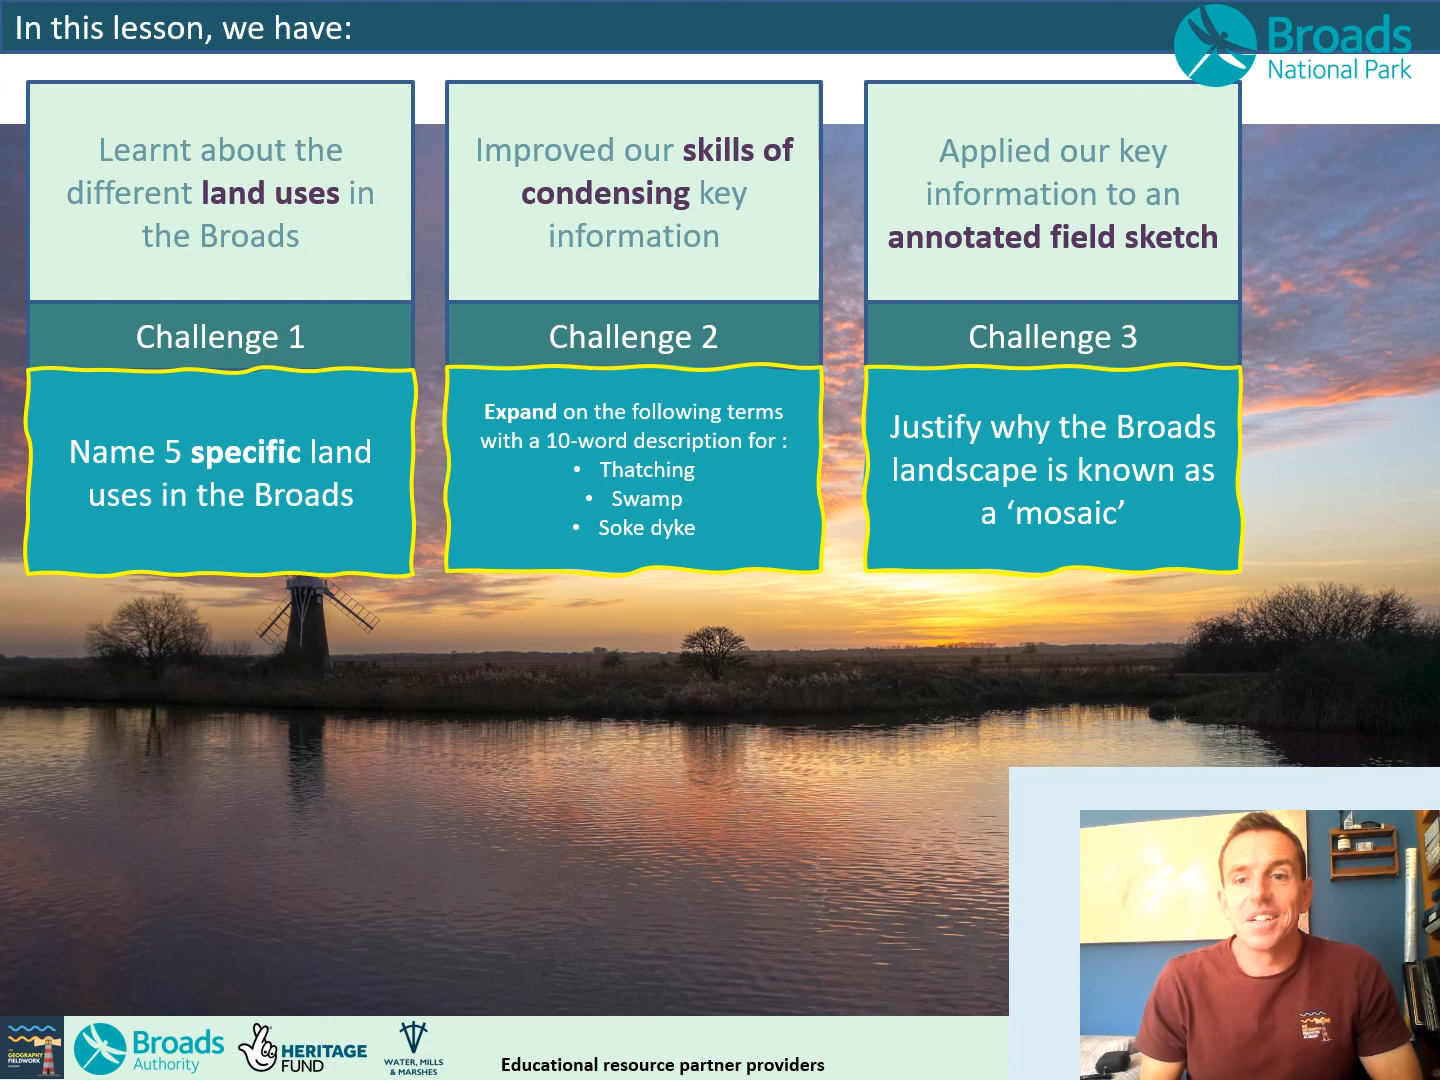 In this lesson, we have:
Broads
National Park
Learnt about the
different land uses in
the Broads
Challenge 1
Name 5 specific land
uses in the Broads
Improved our skills of
condensing key
information
Challenge 2
Expand on the following terms
with a 10-word description for :
• Thatching
• Swamp
• Soke dyke
Applied our key
information to an
annotated field sketch
Challenge 3
Justify why the Broads
landscape is known as
a ‘mosaic’
GEOGRAPHY
FIELDWORK
Broads
Authority
HERITAGE
FUND
WATER, MILLS
& MARSHES
Educational resource partner providers